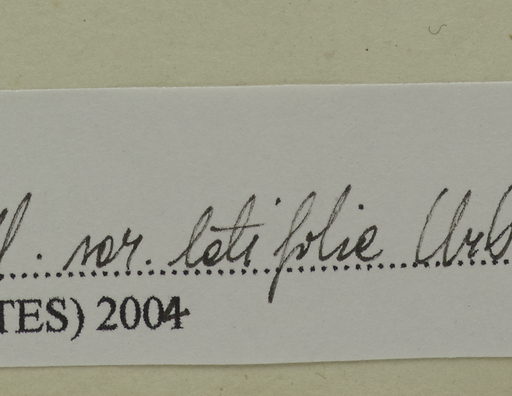 l. var. latifolia Urb
TES) 2004